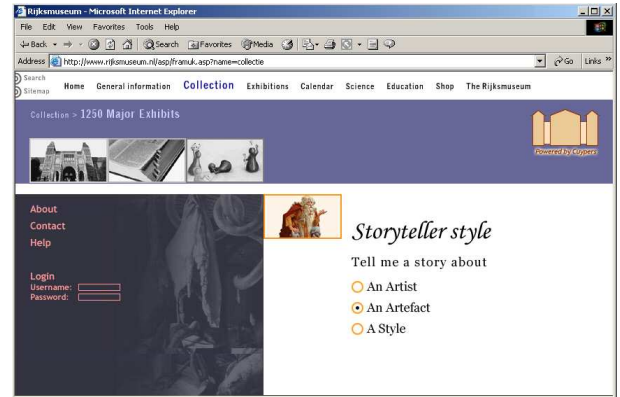 Rijksmuseum - Microsoft Internet Explorer
File Edit View Favorites Tools Help
Back Search Favorites Media
Address http://www.rijksmuseum.nl/asp/framuk.asp?name=collectie Go Links »
Search
Sitemap
Home General information Collection Exhibitions Calendar Science Education Shop The Rijksmuseum
Collection > 1250 Major Exhibits
Powered by Cuypers
About
Contact
Help
Login
Username:
Password:
Storyteller style
Tell me a story about
An Artist
An Artefact
A Style